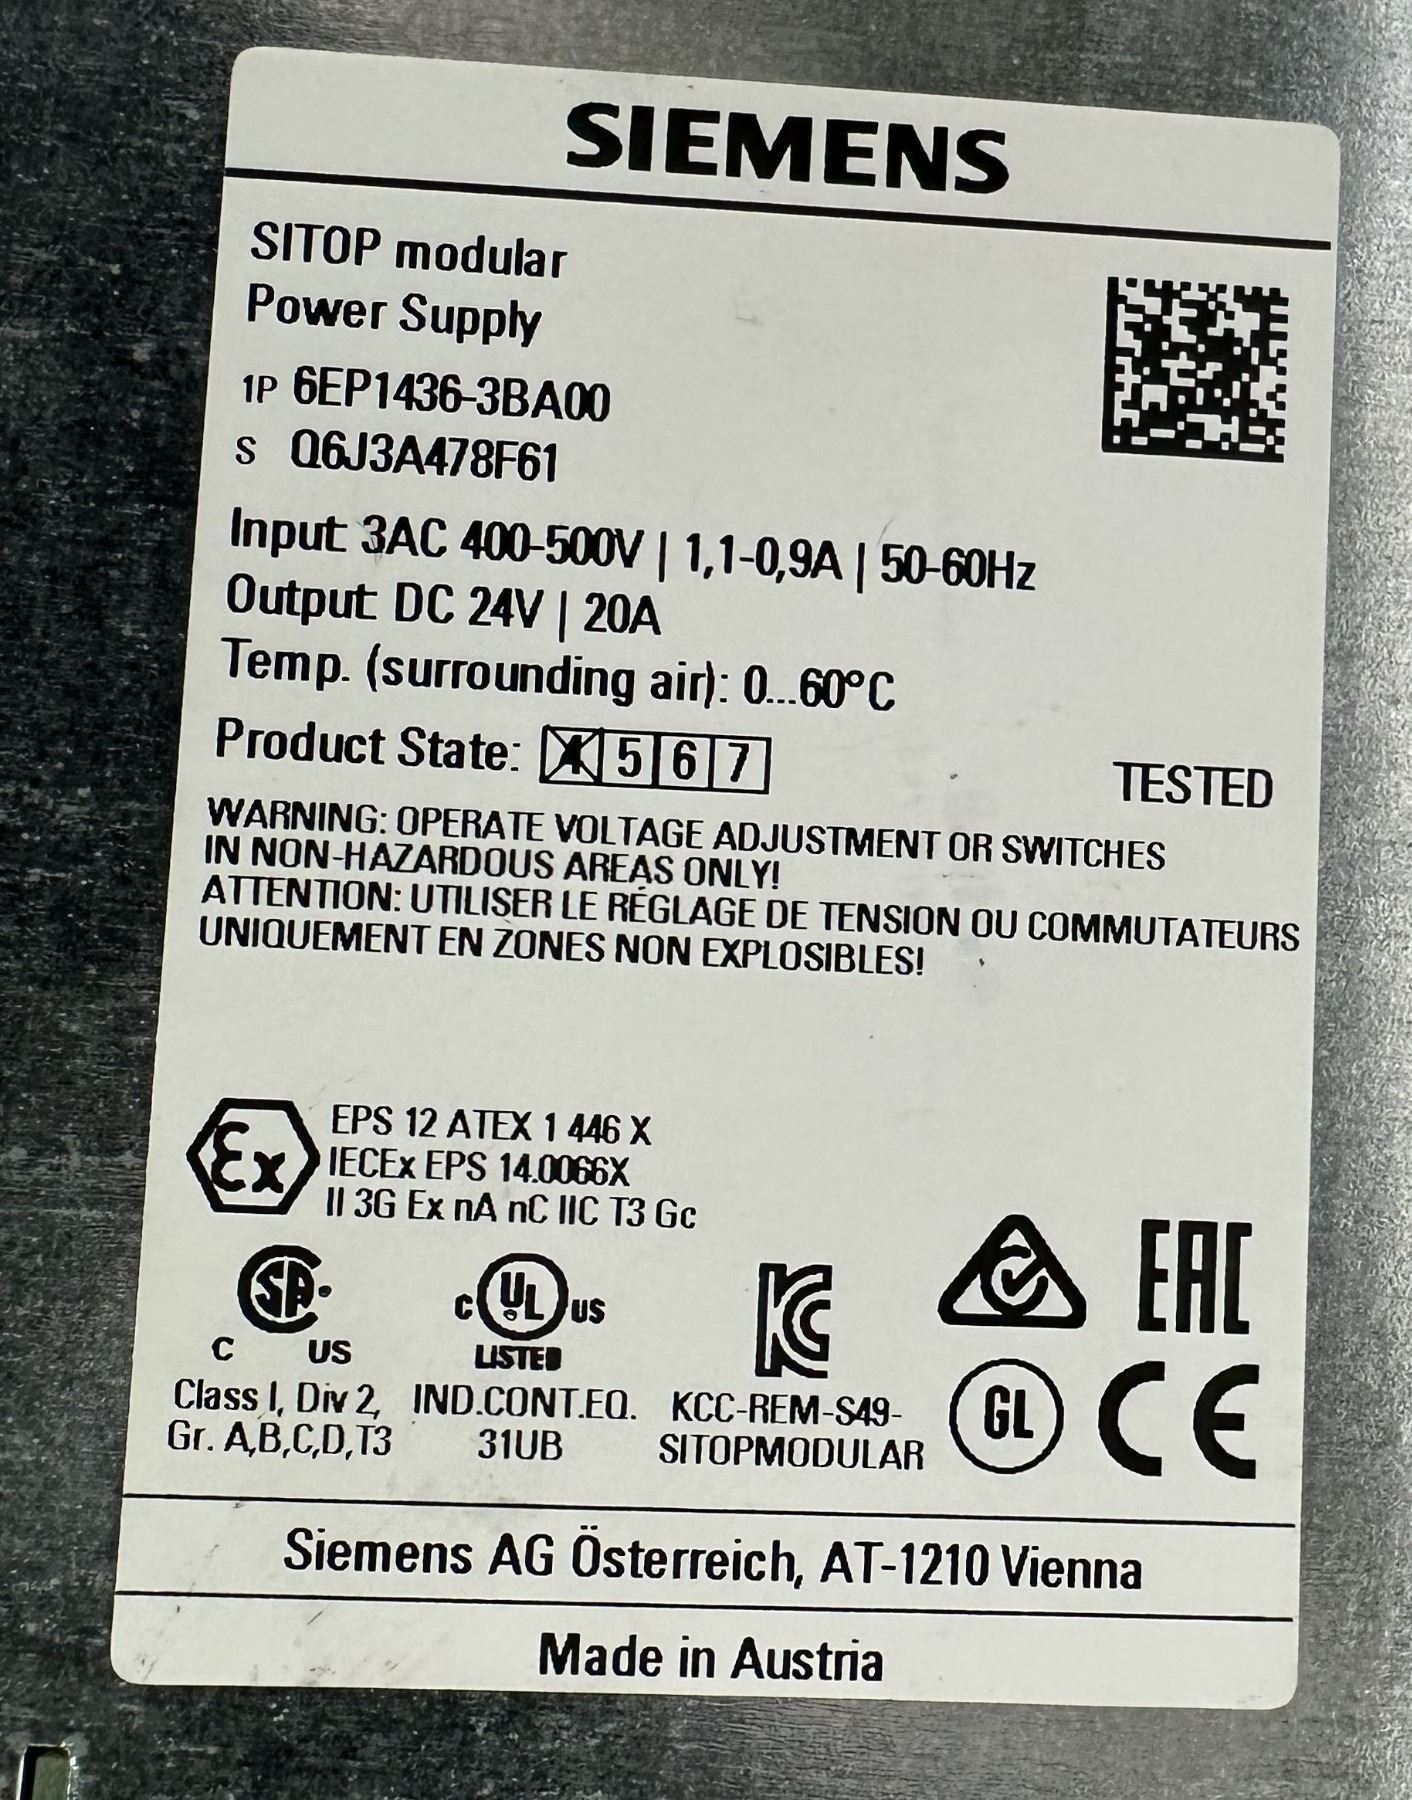 SIEMENS
SITOP modular
Power Supply
1P 6EP1436-3BA00
S Q6J3A478F61
Input: 3AC 400-500V | 1,1-0,9A | 50-60Hz
Output: DC 24V | 20A
Temp. (surrounding air): 0...60°C
Product State: 4 5 6 7
TESTED
WARNING: OPERATE VOLTAGE ADJUSTMENT OR SWITCHES
IN NON-HAZARDOUS AREAS ONLY!
ATTENTION: UTILISER LE RÉGLAGE DE TENSION OU COMMUTATEURS
UNIQUEMENT EN ZONES NON EXPLOSIBLES!
Ex
EPS 12 ATEX 1 446 X
IECEx EPS 14.0066X
II 3G Ex nA nC IIC T3 Gc
SA
C US
Class I, Div 2,
Gr. A,B,C,D,T3
C UL US
LISTED
IND.CONT.EQ.
31UB
KC
KCC-REM-S49-
SITOPMODULAR
EAC
GL
CE
Siemens AG Österreich, AT-1210 Vienna
Made in Austria